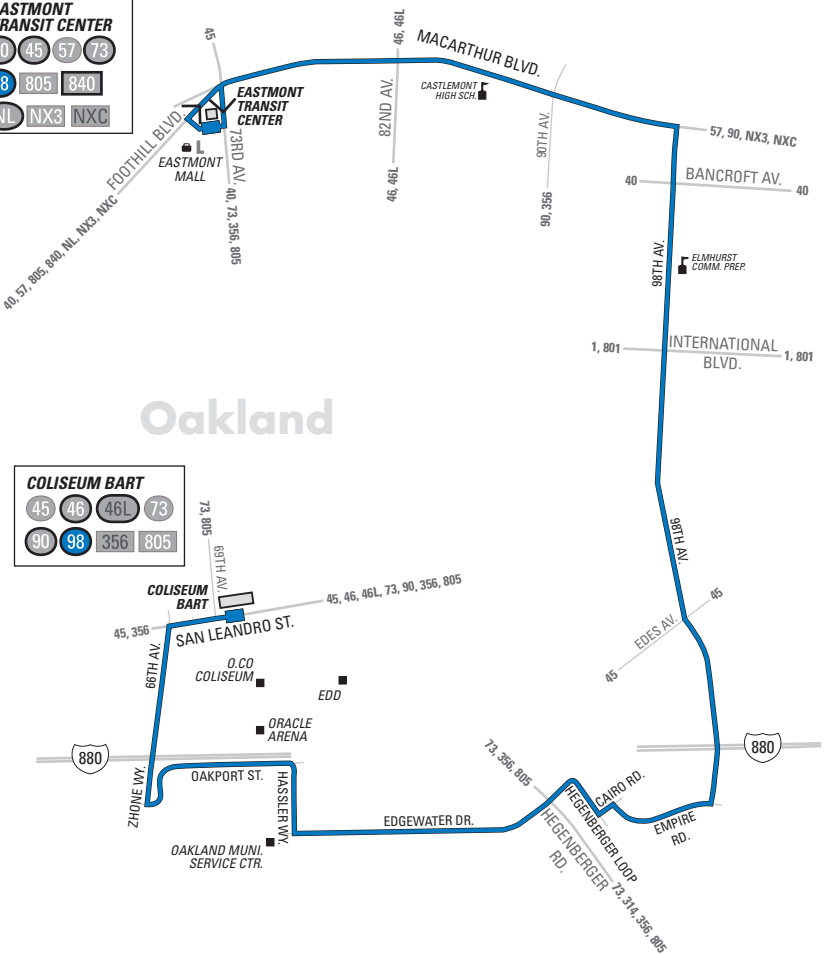 TRANSIT CENTER
45 57 73
805 840
NX3 NXC
45
46, 46L
MACARTHUR BLVD.
CASTLEMONT
HIGH SCH.
82ND AV.
46, 46L
90TH AV.
90, 356
EASTMONT
TRANSIT
CENTER
FOOTHILL BLVD.
73RD AV.
EASTMONT
MALL
40, 73, 356, 805
40, 57, 805, 840, NL, NX3, NXC
57, 90, NX3, NXC
40
BANCROFT AV.
40
98TH AV.
ELMHURST
COMM. PREP.
1, 801
INTERNATIONAL
BLVD.
1, 801
Oakland
COLISEUM BART
45 46 46L 73
90 98 356 805
73, 805
69TH AV.
98TH AV.
COLISEUM
BART
45, 46, 46L, 73, 90, 356, 805
45, 356
SAN LEANDRO ST.
66TH AV.
45
EDES AV.
45
O.CO
COLISEUM
EDD
ORACLE
ARENA
880
880
ZHONE WY.
OAKPORT ST.
HASSLER WY.
73, 356, 805
CAIRO RD.
HEGENBERGER LOOP
EMPIRE
RD.
EDGEWATER DR.
HEGENBERGER
RD.
OAKLAND MUNI.
SERVICE CTR.
73, 314, 356, 805